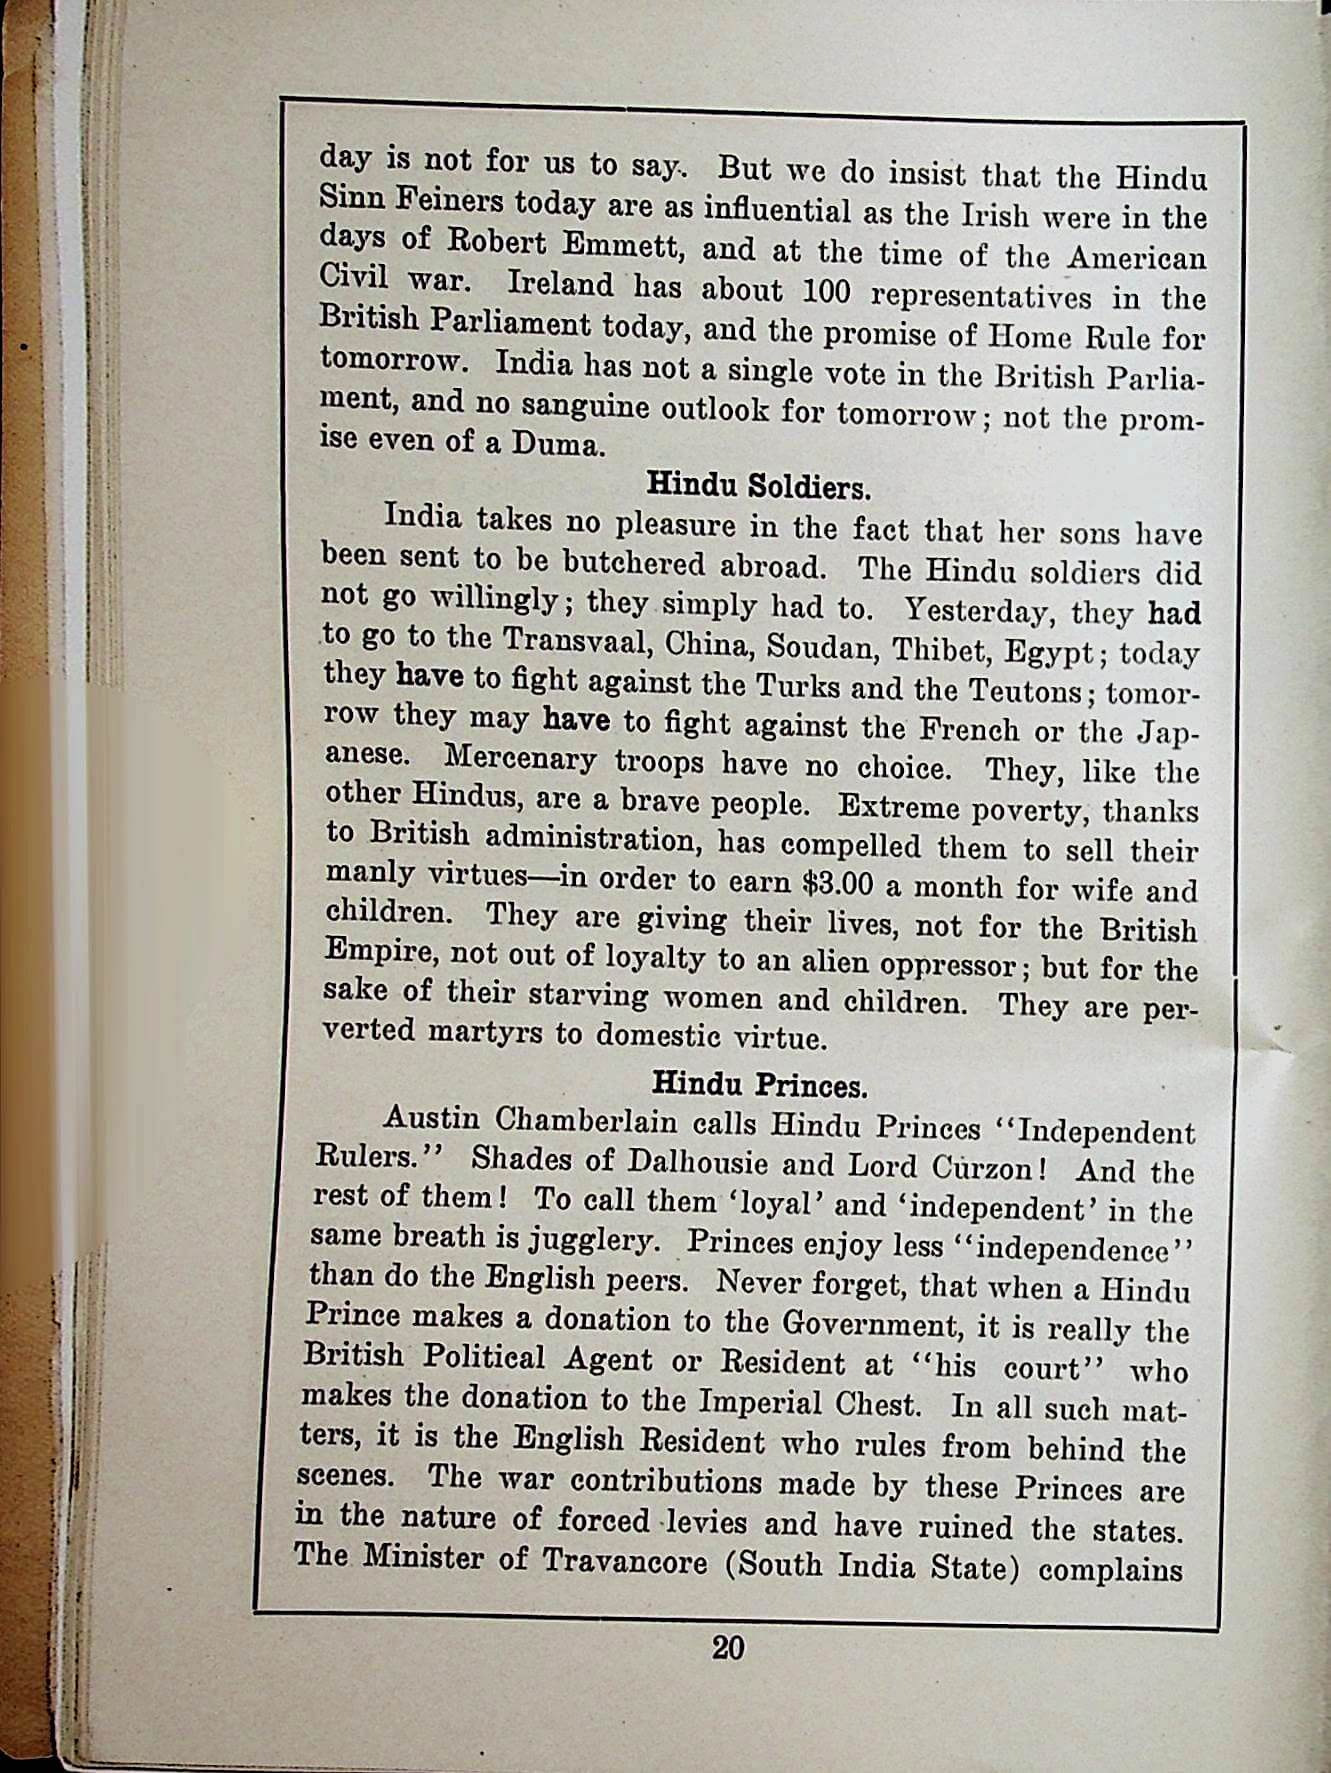 day is not for us to say. But we do insist that the Hindu
Sinn Feiners today are as influential as the Irish were in the
days of Robert Emmett, and at the time of the American
Civil war. Ireland has about 100 representatives in the
British Parliament today, and the promise of Home Rule for
tomorrow. India has not a single vote in the British Parlia-
ment, and no sanguine outlook for tomorrow; not the prom-
ise even of a Duma.
Hindu Soldiers.
India takes no pleasure in the fact that her sons have
been sent to be butchered abroad. The Hindu soldiers did
not go willingly; they simply had to. Yesterday, they had
to go to the Transvaal, China, Soudan, Thibet, Egypt; today
they have to fight against the Turks and the Teutons; tomor-
row they may have to fight against the French or the Jap-
anese. Mercenary troops have no choice. They, like the
other Hindus, are a brave people. Extreme poverty, thanks
to British administration, has compelled them to sell their
manly virtues—in order to earn $3.00 a month for wife and
children. They are giving their lives, not for the British
Empire, not out of loyalty to an alien oppressor; but for the
sake of their starving women and children. They are per-
verted martyrs to domestic virtue.
Hindu Princes.
Austin Chamberlain calls Hindu Princes "Independent
Rulers." Shades of Dalhousie and Lord Curzon! And the
rest of them! To call them 'loyal' and 'independent' in the
same breath is jugglery. Princes enjoy less "independence"
than do the English peers. Never forget, that when a Hindu
Prince makes a donation to the Government, it is really the
British Political Agent or Resident at "his court" who
makes the donation to the Imperial Chest. In all such mat-
ters, it is the English Resident who rules from behind the
scenes. The war contributions made by these Princes are
in the nature of forced levies and have ruined the states.
The Minister of Travancore (South India State) complains
20